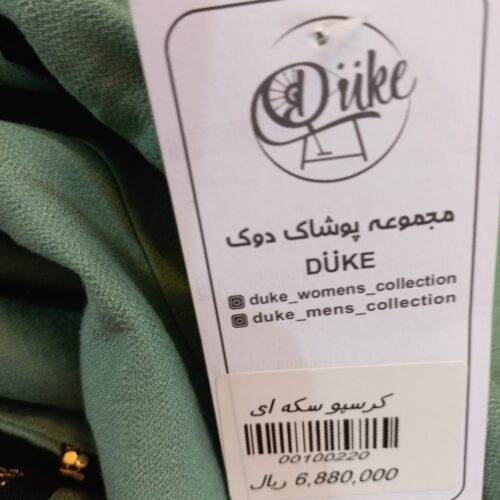 Düke
مجموعه پوشاک دوک
DÜKE
duke_womens_collection
duke_mens_collection
کرسپو سکه ای
00100220
6,880,000 ریال